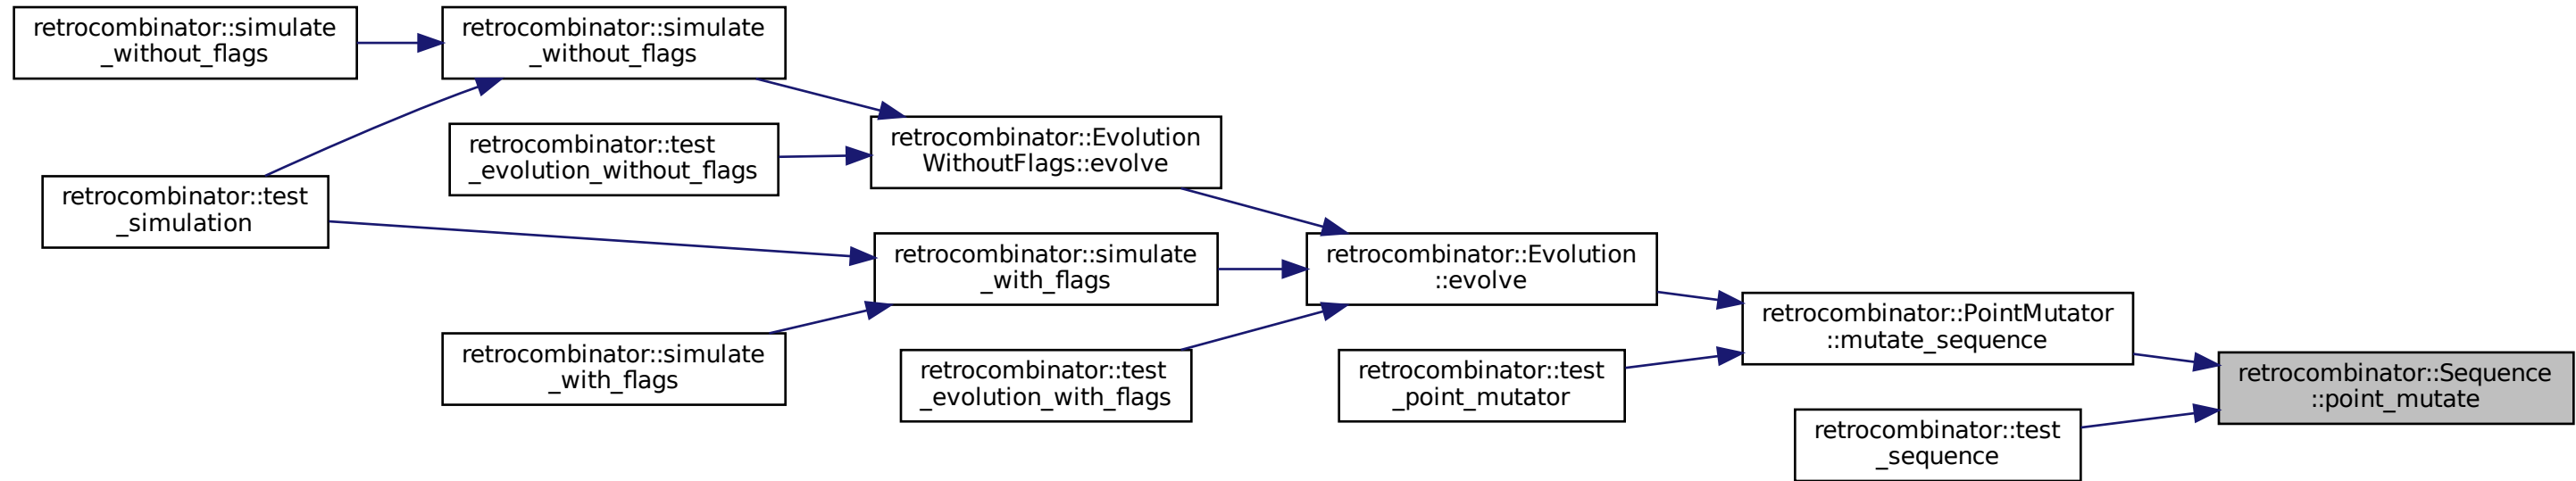 retrocombinator::simulate
_without_flags
retrocombinator::simulate
_without_flags
retrocombinator::Evolution
WithoutFlags::evolve
retrocombinator::test
_evolution_without_flags
retrocombinator::test
_simulation
retrocombinator::simulate
_with_flags
retrocombinator::Evolution
::evolve
retrocombinator::PointMutator
::mutate_sequence
retrocombinator::simulate
_with_flags
retrocombinator::test
_evolution_with_flags
retrocombinator::test
_point_mutator
retrocombinator::Sequence
::point_mutate
retrocombinator::test
_sequence